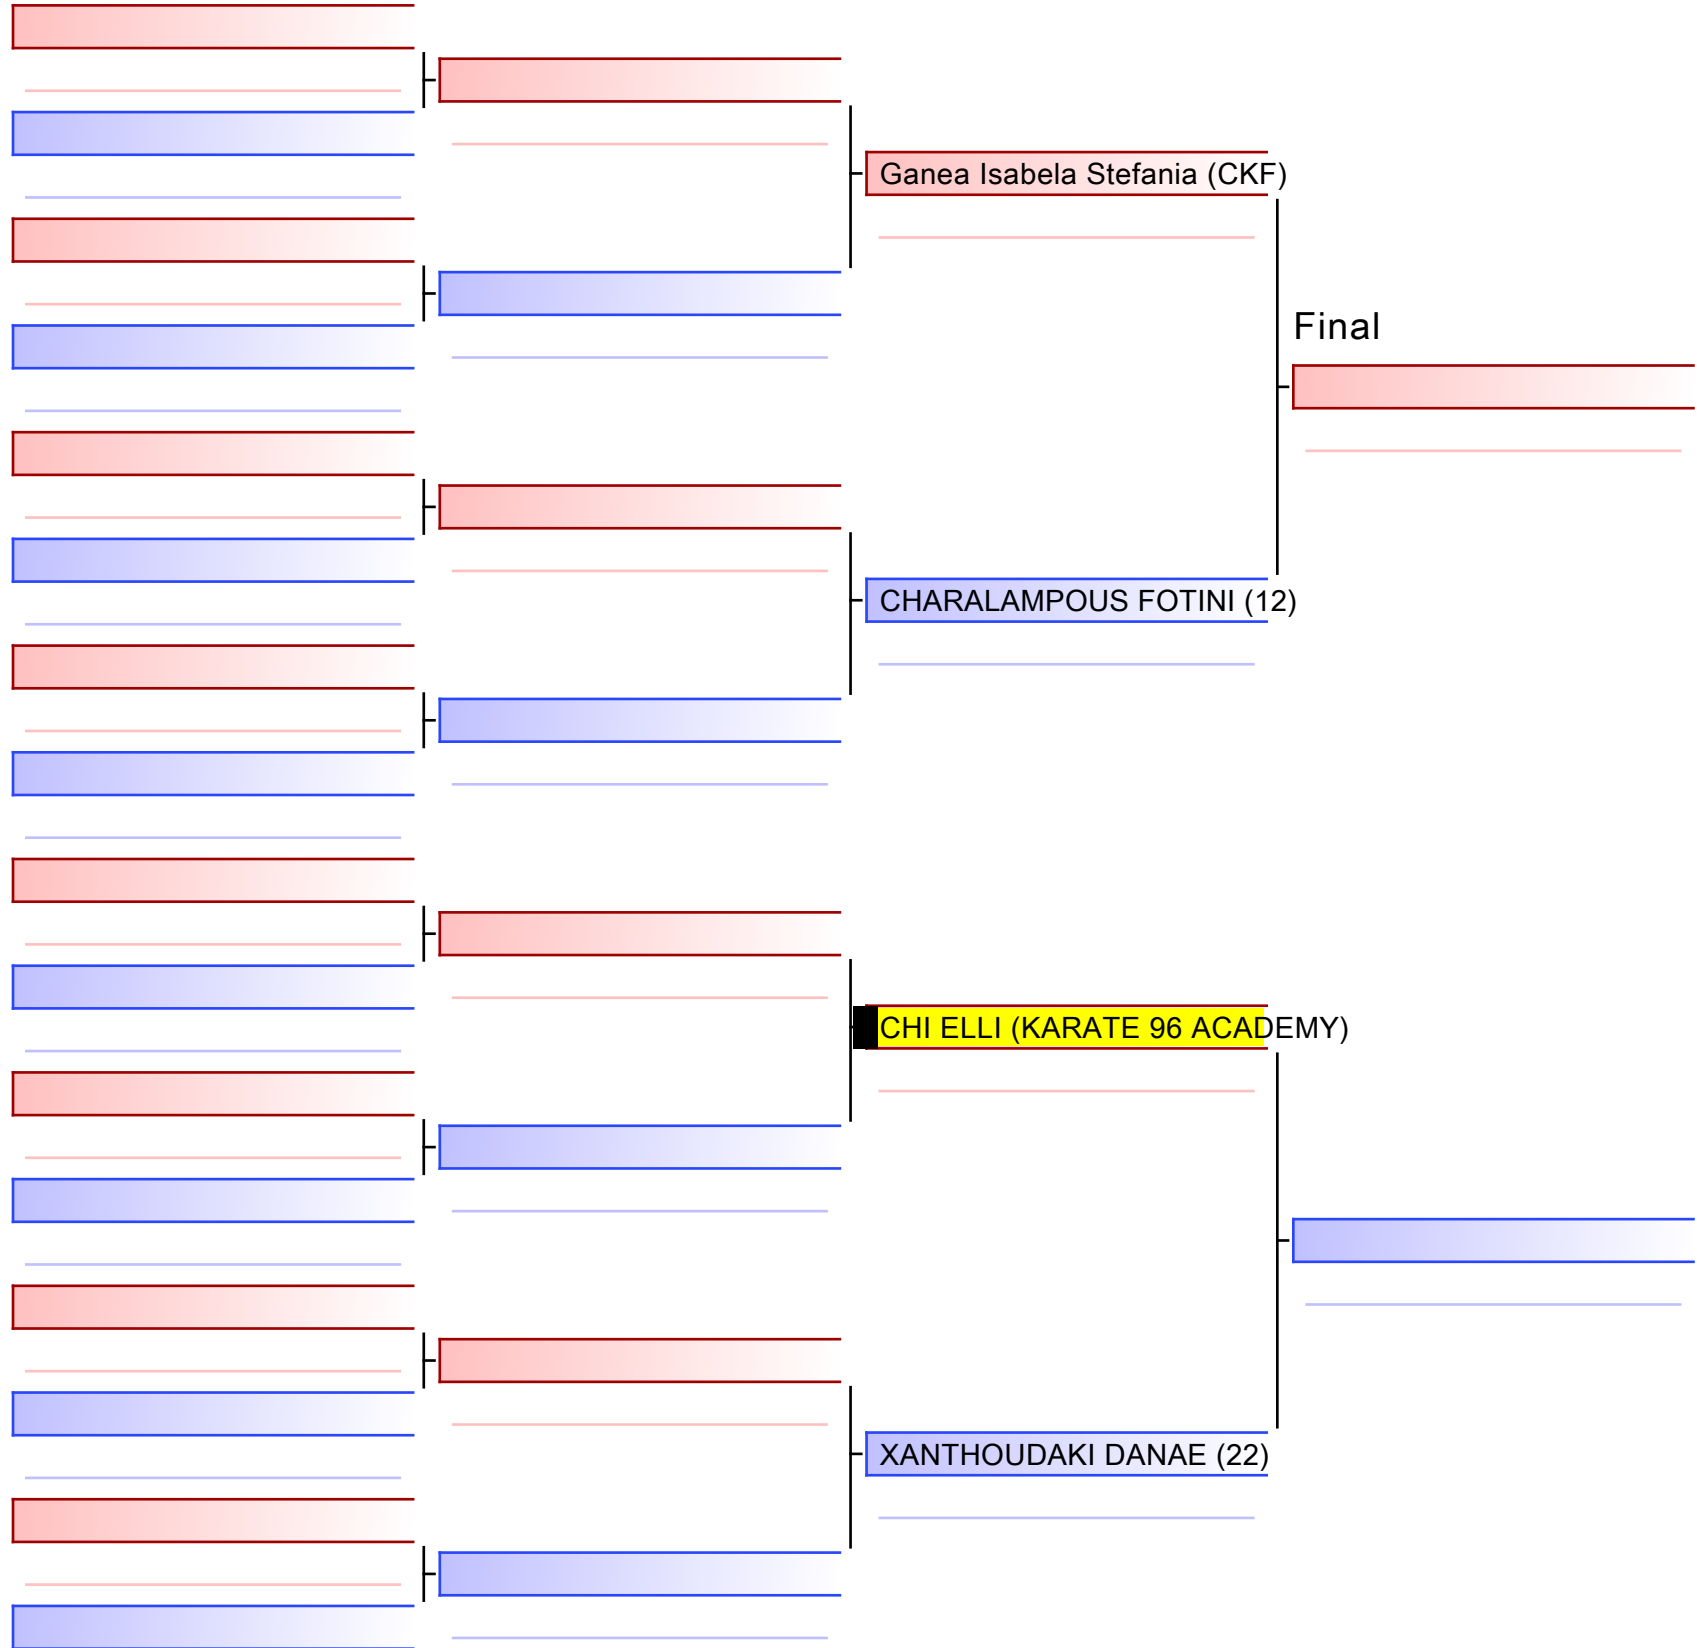 Ganea Isabela Stefania (CKF)
Final
CHARALAMPOUS FOTINI (12)
CHI ELLI (KARATE 96 ACADEMY)
XANTHOUDAKI DANAE (22)